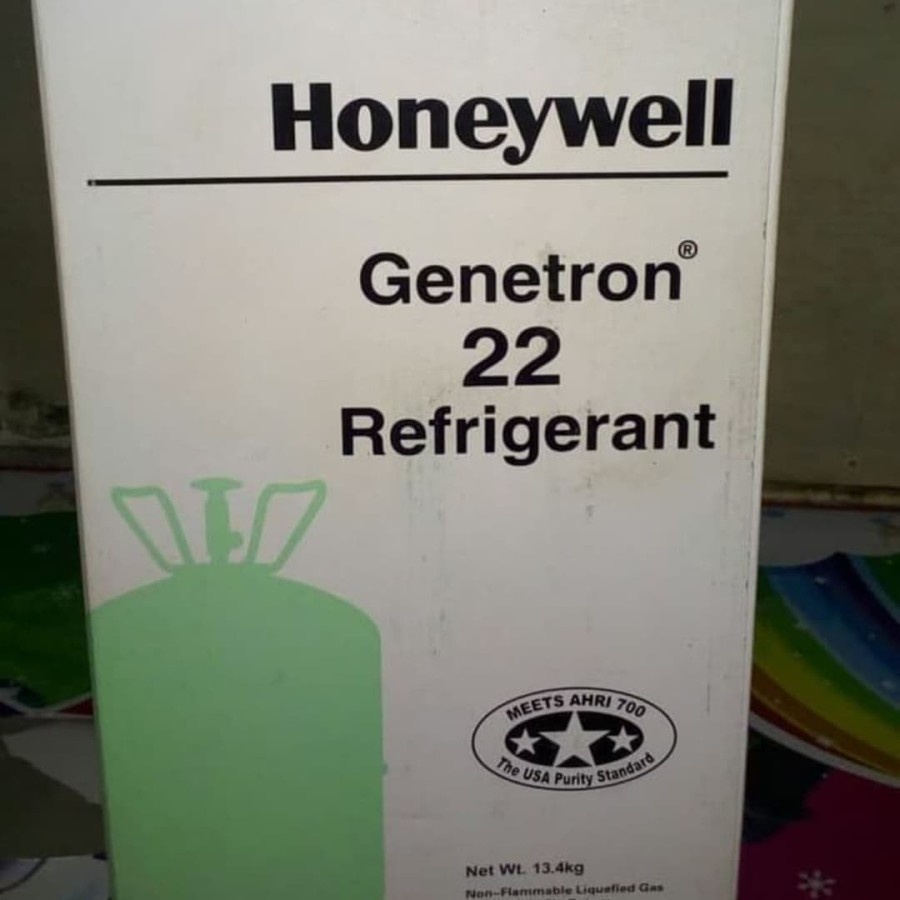 Honeywell
Genetron®
22
Refrigerant
MEETS AHRI 700
The USA Purity Standard
Net Wt. 13.4kg
Non-Flammable Liquefied Gas